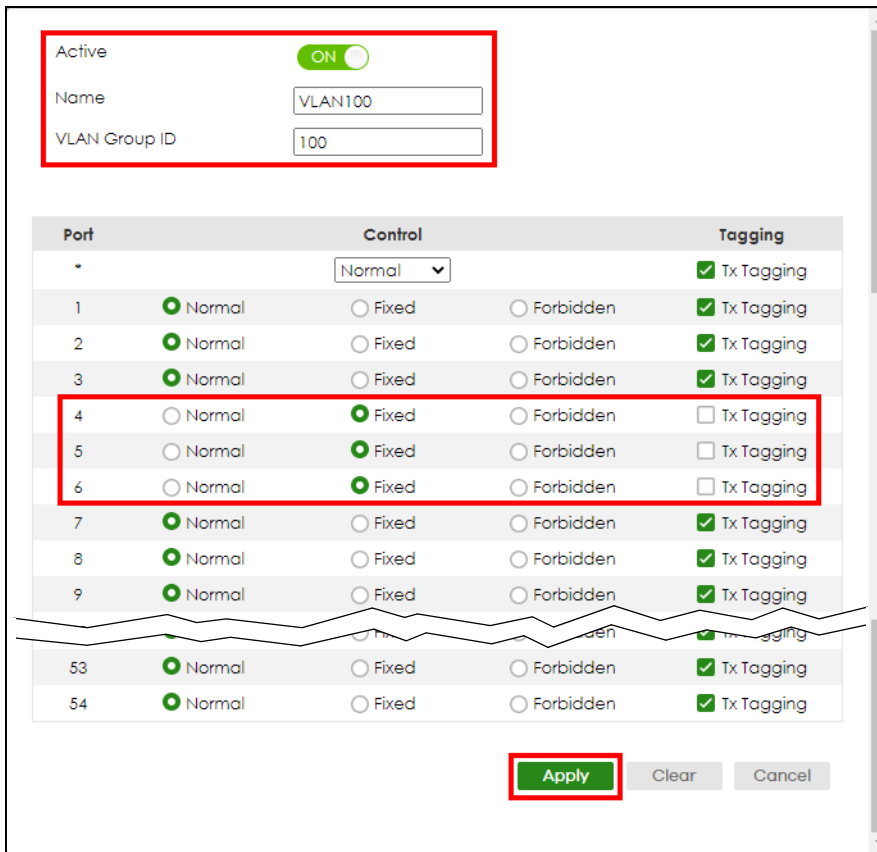 Active ON
Name VLAN100
VLAN Group ID 100
Port Control Tagging
* Normal Tx Tagging
1 Normal Fixed Forbidden Tx Tagging
2 Normal Fixed Forbidden Tx Tagging
3 Normal Fixed Forbidden Tx Tagging
4 Normal Fixed Forbidden Tx Tagging
5 Normal Fixed Forbidden Tx Tagging
6 Normal Fixed Forbidden Tx Tagging
7 Normal Fixed Forbidden Tx Tagging
8 Normal Fixed Forbidden Tx Tagging
9 Normal Fixed Forbidden Tx Tagging
Tx Tagging
53 Normal Fixed Forbidden Tx Tagging
54 Normal Fixed Forbidden Tx Tagging
Apply Clear Cancel